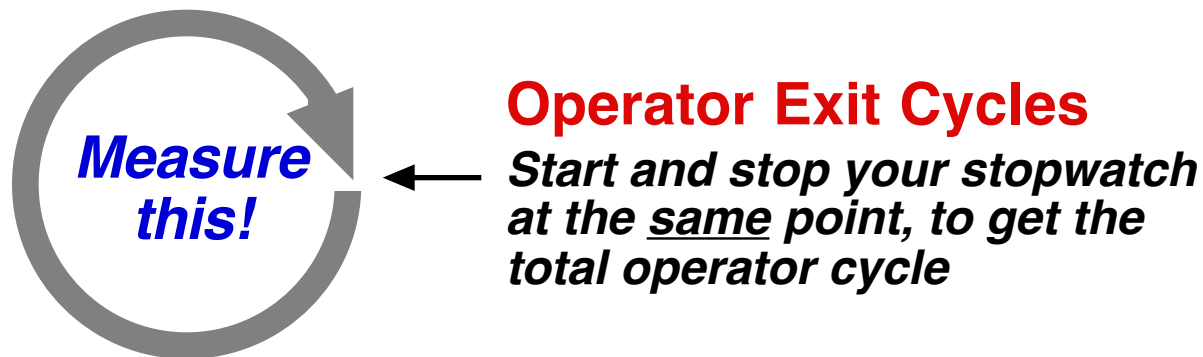 Measure
this!
Operator Exit Cycles
Start and stop your stopwatch
at the same point, to get the
total operator cycle